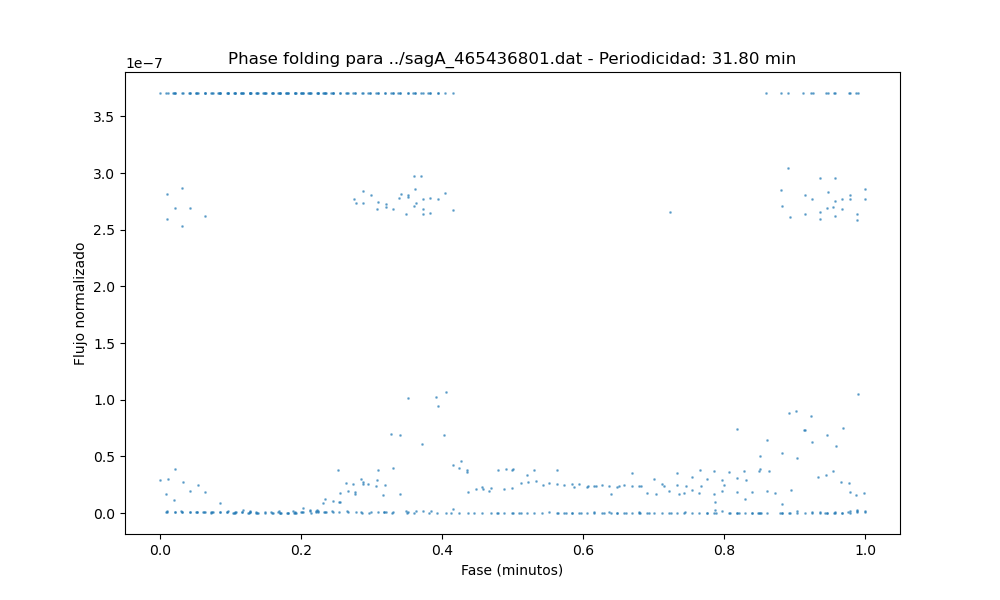 Phase folding para ../sagA_465436801.dat - Periodicidad: 31.80 min
1e−7
3.5
3.0
2.5
2.0
1.5
1.0
0.5
0.0
Flujo normalizado
0.0 0.2 0.4 0.6 0.8 1.0
Fase (minutos)